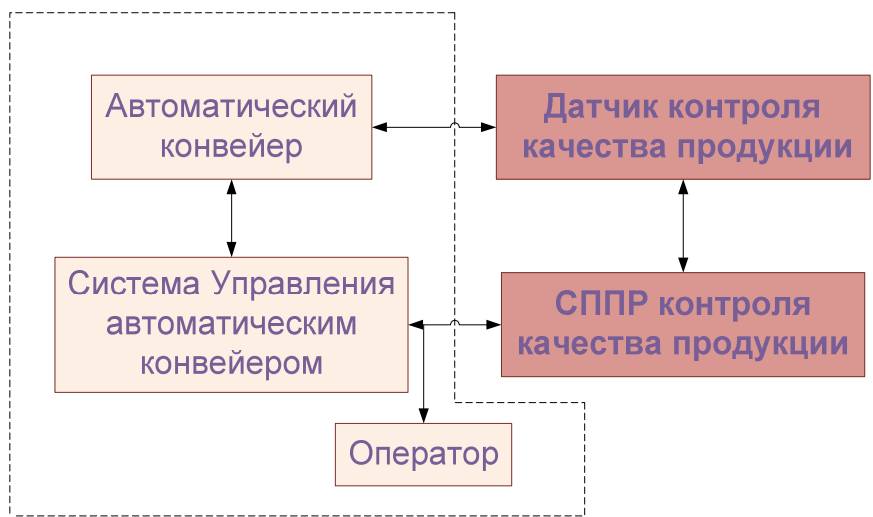 Автоматический
конвейер
Датчик контроля
качества продукции
Система Управления
автоматическим
конвейером
СППР контроля
качества продукции
Оператор